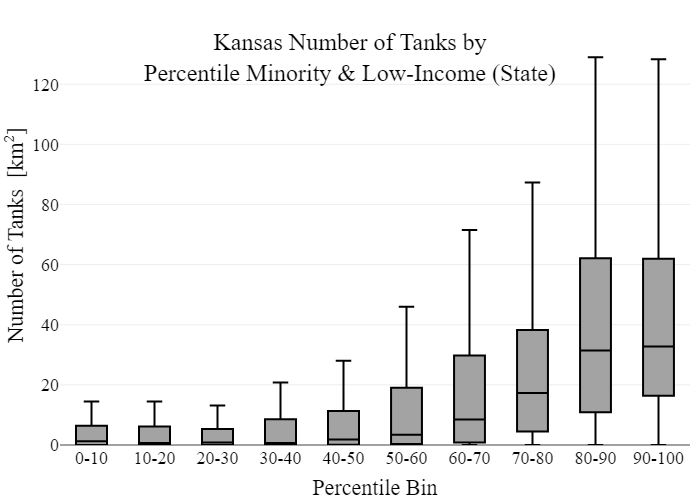 Kansas Number of Tanks by
Percentile Minority & Low-Income (State)
Number of Tanks [km²]
120
100
80
60
40
20
0
0-10 10-20 20-30 30-40 40-50 50-60 60-70 70-80 80-90 90-100
Percentile Bin